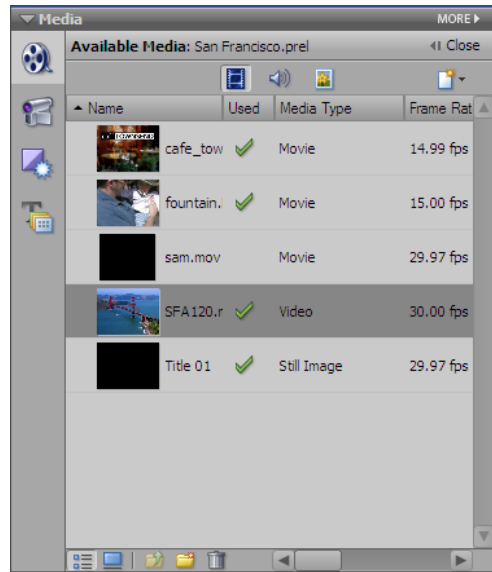 Media MORE
Available Media: San Francisco.prel Close
Name Used Media Type Frame Rat
cafe_tow Movie 14.99 fps
fountain. Movie 15.00 fps
sam.mov Movie 29.97 fps
SFA120.r Video 30.00 fps
Title 01 Still Image 29.97 fps